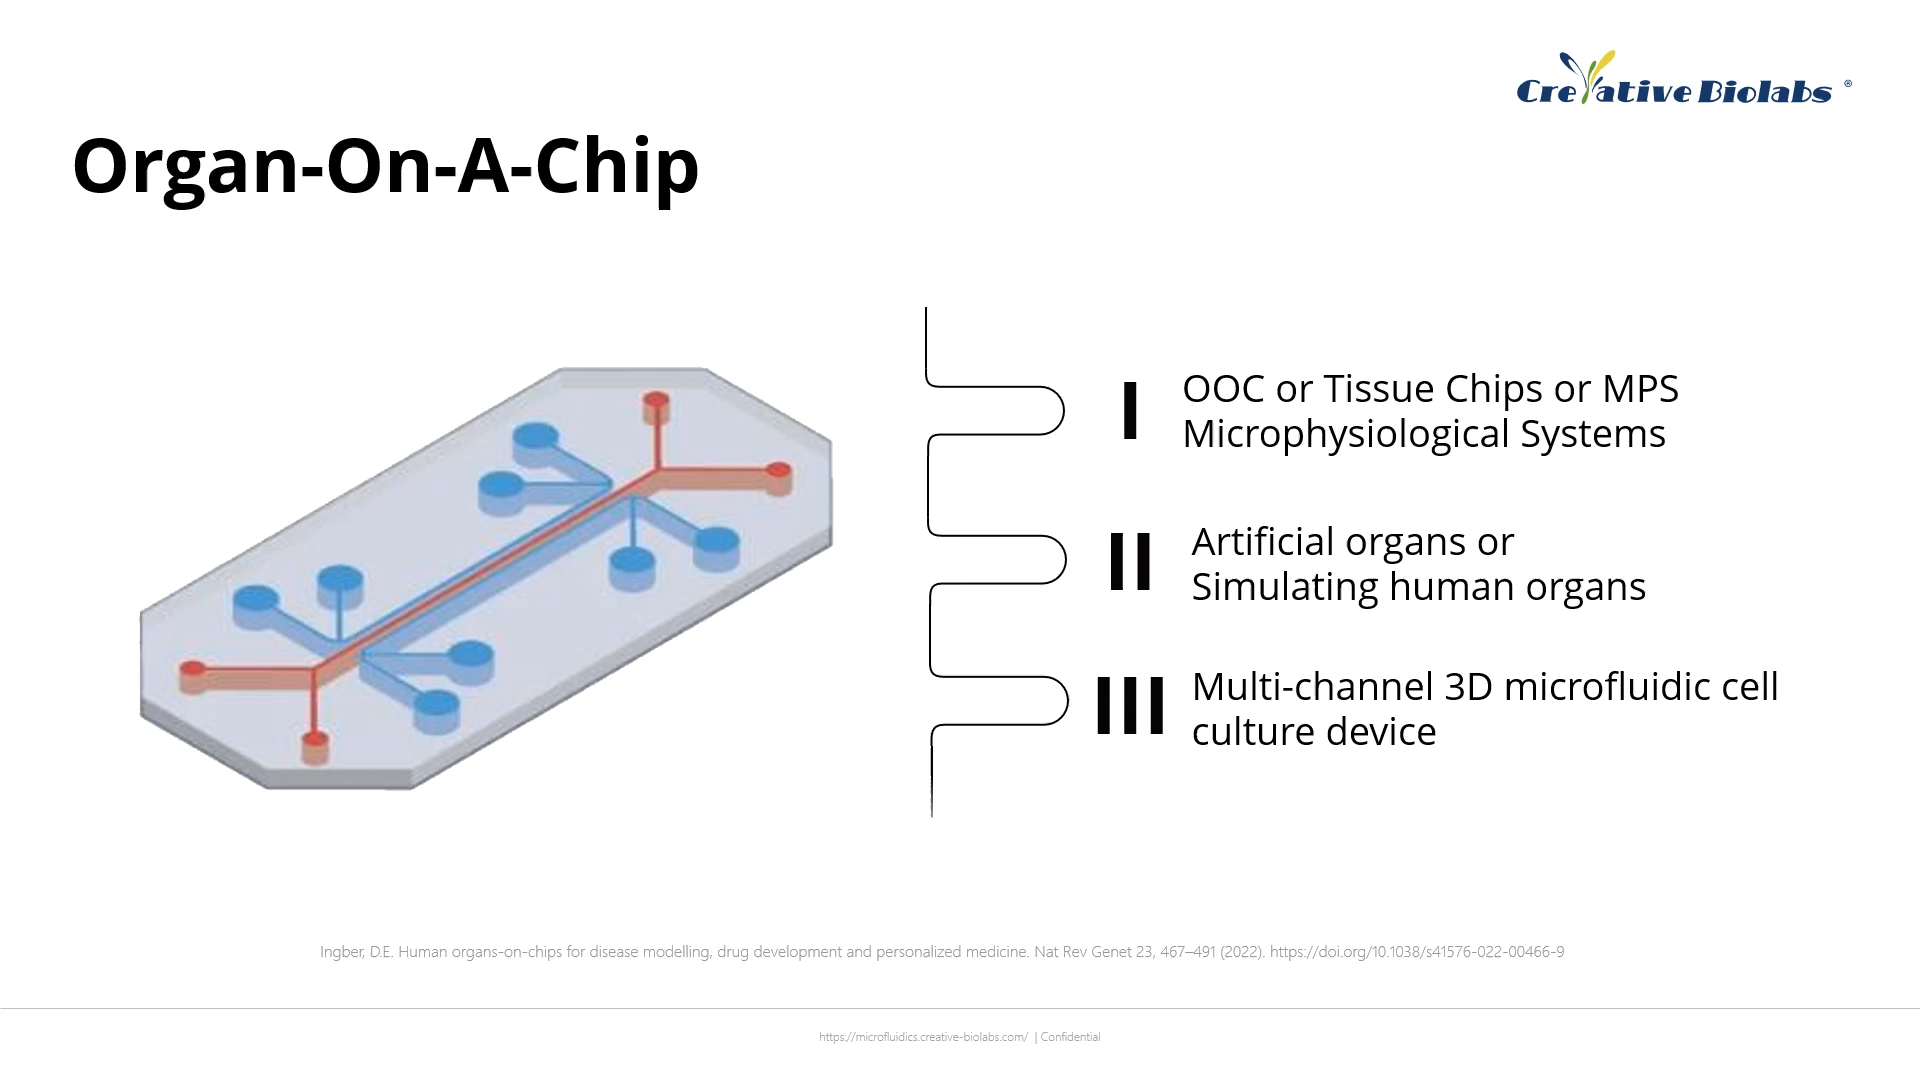 Creative Biolabs ®
Organ-On-A-Chip
I
OOC or Tissue Chips or MPS
Microphysiological Systems
II
Artificial organs or
Simulating human organs
III
Multi-channel 3D microfluidic cell
culture device
Ingber, D.E. Human organs-on-chips for disease modelling, drug development and personalized medicine. Nat Rev Genet 23, 467–491 (2022). https://doi.org/10.1038/s41576-022-00466-9
https://microfluidics.creative-biolabs.com/ | Confidential